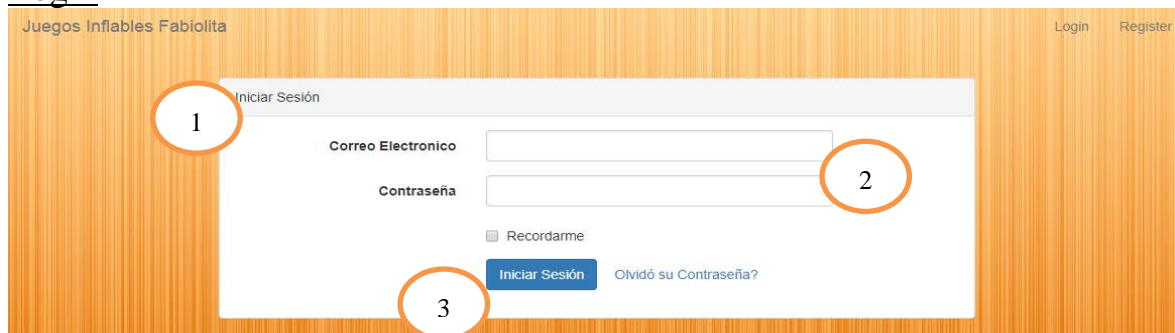 Juegos Inflables Fabiolita Login Register
1 Iniciar Sesión
Correo Electronico
2
Contraseña
Recordarme
Iniciar Sesión Olvidó su Contraseña?
3